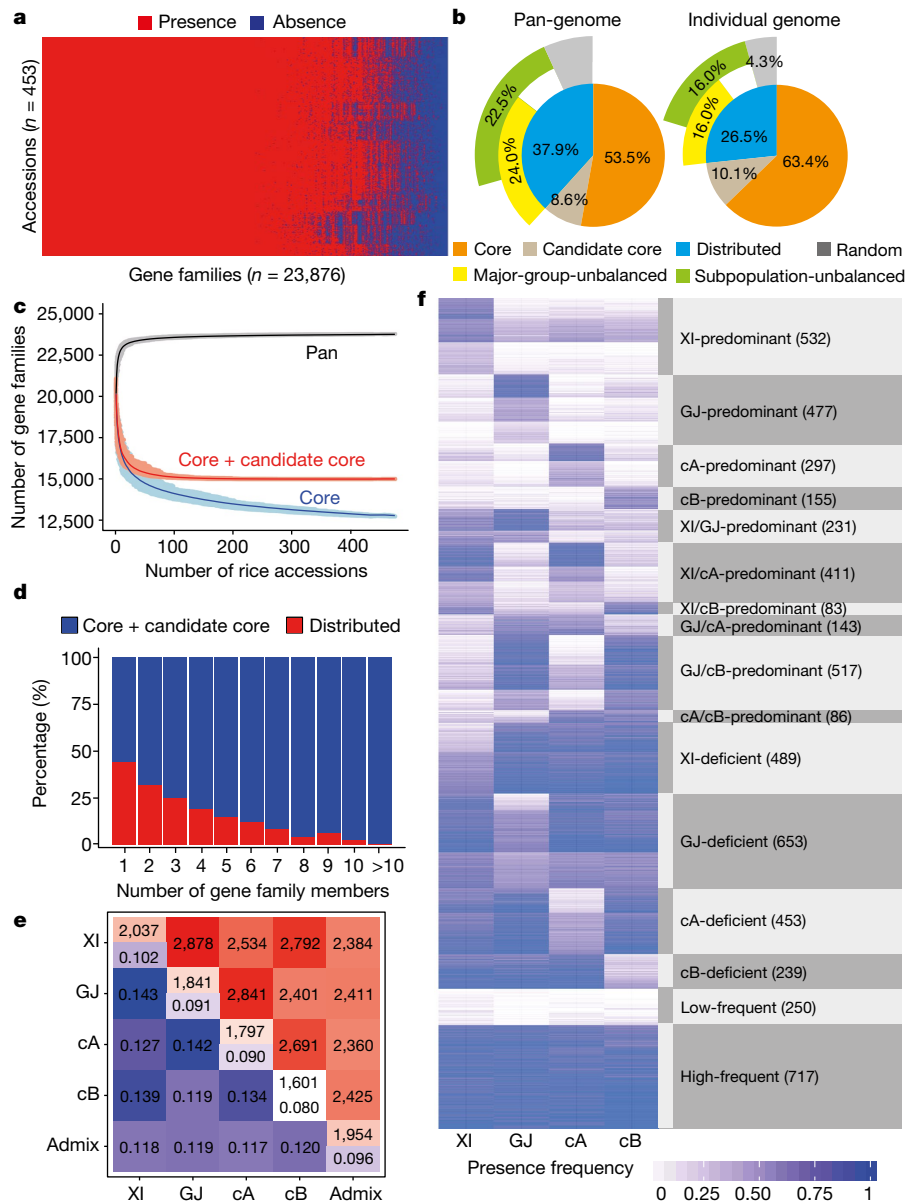 a
Presence Absence
Accessions (n = 453)
Gene families (n = 23,876)
b
Pan-genome
Individual genome
22.5%
24.0%
37.9%
53.5%
8.6%
16.0%
4.3%
16.0%
26.5%
63.4%
10.1%
Core Candidate core Distributed Random
Major-group-unbalanced Subpopulation-unbalanced
c
Number of gene families
25,000
22,500
20,000
17,500
15,000
12,500
Pan
Core + candidate core
Core
0 100 200 300 400
Number of rice accessions
d
Core + candidate core Distributed
Percentage (%)
100
75
50
25
0
1 2 3 4 5 6 7 8 9 10 >10
Number of gene family members
e
XI 2,037 2,878 2,534 2,792 2,384
0.102
GJ 0.143 1,841 2,841 2,401 2,411
0.091
cA 0.127 0.142 1,797 2,691 2,360
0.090
cB 0.139 0.119 0.134 1,601 2,425
0.080
Admix 0.118 0.119 0.117 0.120 1,954
0.096
XI GJ cA cB Admix
f
XI-predominant (532)
GJ-predominant (477)
cA-predominant (297)
cB-predominant (155)
XI/GJ-predominant (231)
XI/cA-predominant (411)
XI/cB-predominant (83)
GJ/cA-predominant (143)
GJ/cB-predominant (517)
cA/cB-predominant (86)
XI-deficient (489)
GJ-deficient (653)
cA-deficient (453)
cB-deficient (239)
Low-frequent (250)
High-frequent (717)
XI GJ cA cB
Presence frequency
0 0.25 0.50 0.75 1